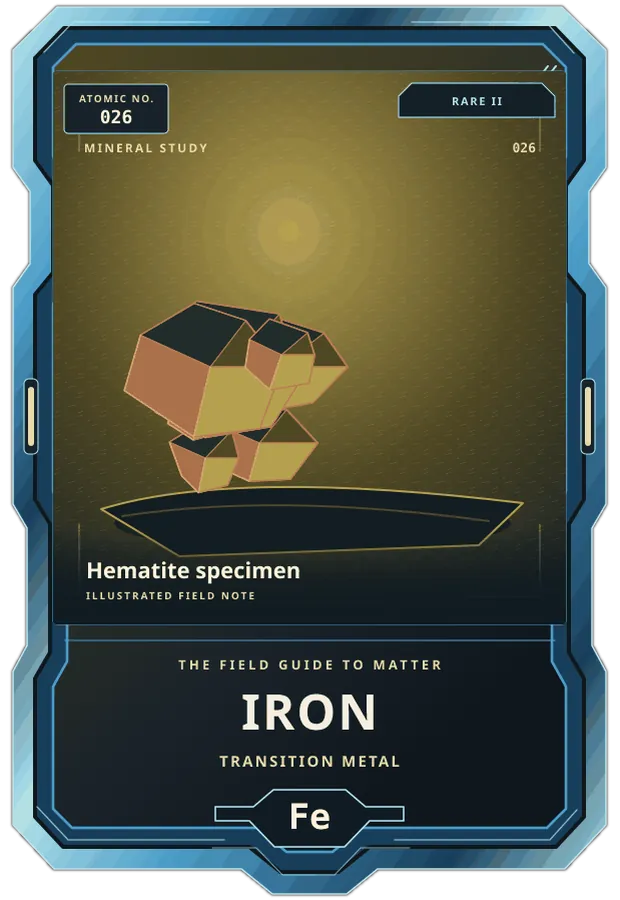 ATOMIC NO.
026
RARE II
MINERAL STUDY
026
Hematite specimen
ILLUSTRATED FIELD NOTE
THE FIELD GUIDE TO MATTER
IRON
TRANSITION METAL
Fe